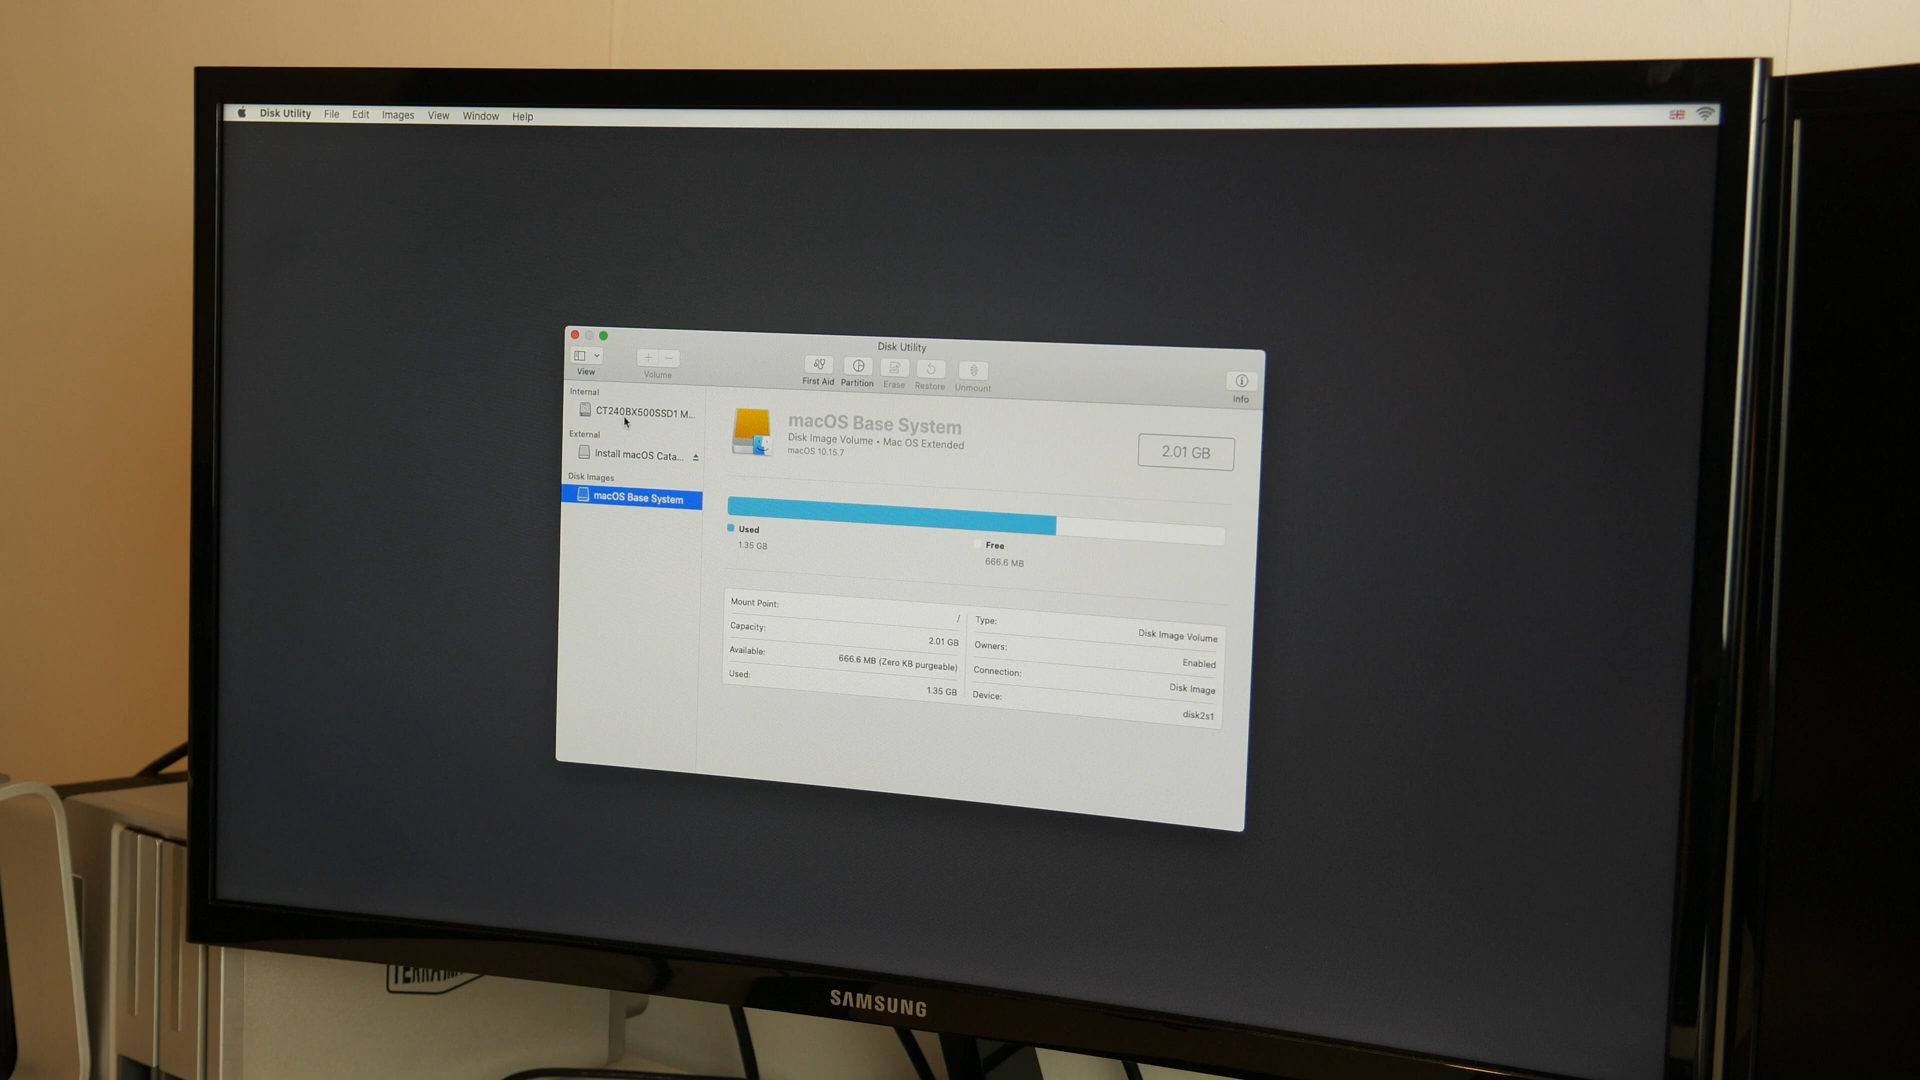 Disk Utility File Edit Images View Window Help
Disk Utility
View
Volume
First Aid Partition Erase Restore Unmount
Info
Internal
CT240BX500SSD1 M...
External
Install macOS Cata...
Disk Images
macOS Base System
macOS Base System
Disk Image Volume • Mac OS Extended
macOS 10.15.7
2.01 GB
Used
1.35 GB
Free
666.6 MB
Mount Point: /
Capacity: 2.01 GB
Available: 666.6 MB (Zero KB purgeable)
Used: 1.35 GB
Type: Disk Image Volume
Owners: Enabled
Connection: Disk Image
Device: disk2s1
SAMSUNG